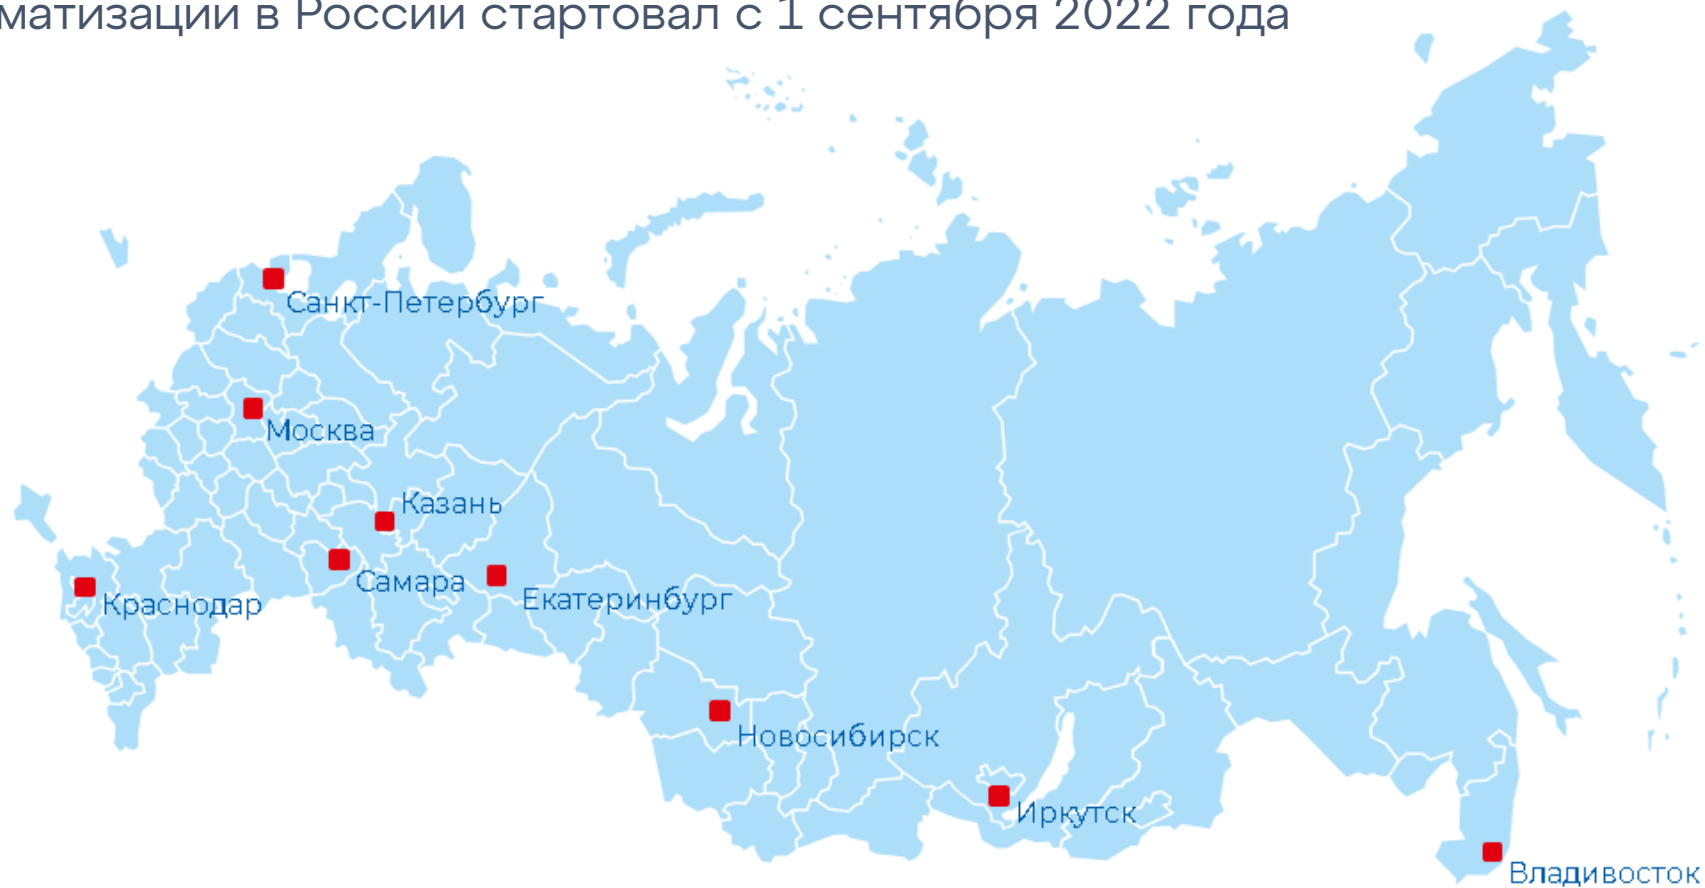 матизации в России стартовал с 1 сентября 2022 года
Санкт-Петербург
Москва
Казань
Самара
Екатеринбург
Краснодар
Новосибирск
Иркутск
Владивосток